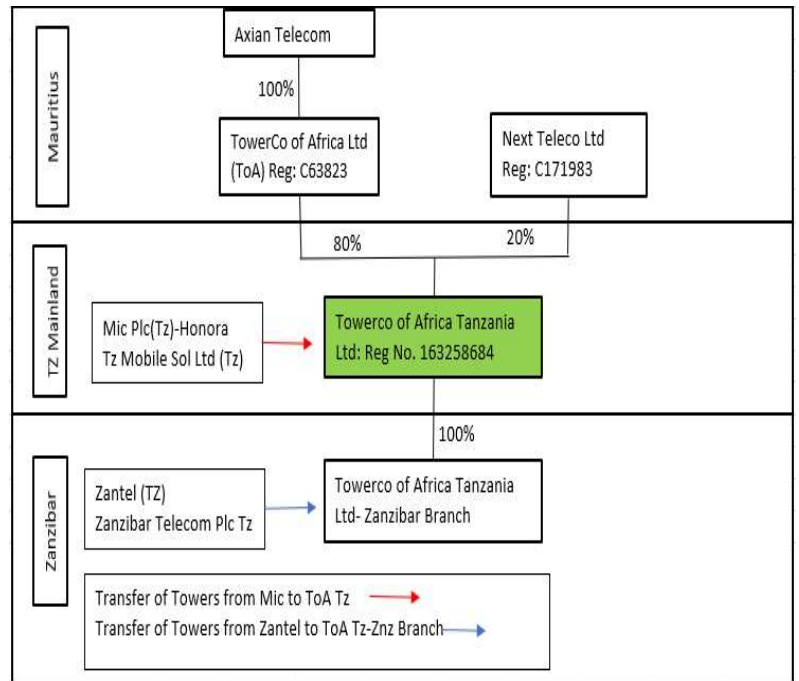 Mauritius
Axian Telecom
100%
TowerCo of Africa Ltd
(ToA) Reg: C63823
Next Teleco Ltd
Reg: C171983
TZ Mainland
80%
20%
Mic Plc(Tz)-Honora
Tz Mobile Sol Ltd (Tz)
Towerco of Africa Tanzania
Ltd: Reg No. 163258684
Zanzibar
100%
Zantel (TZ)
Zanzibar Telecom Plc Tz
Towerco of Africa Tanzania
Ltd- Zanzibar Branch
Transfer of Towers from Mic to ToA Tz
Transfer of Towers from Zantel to ToA Tz-Znz Branch